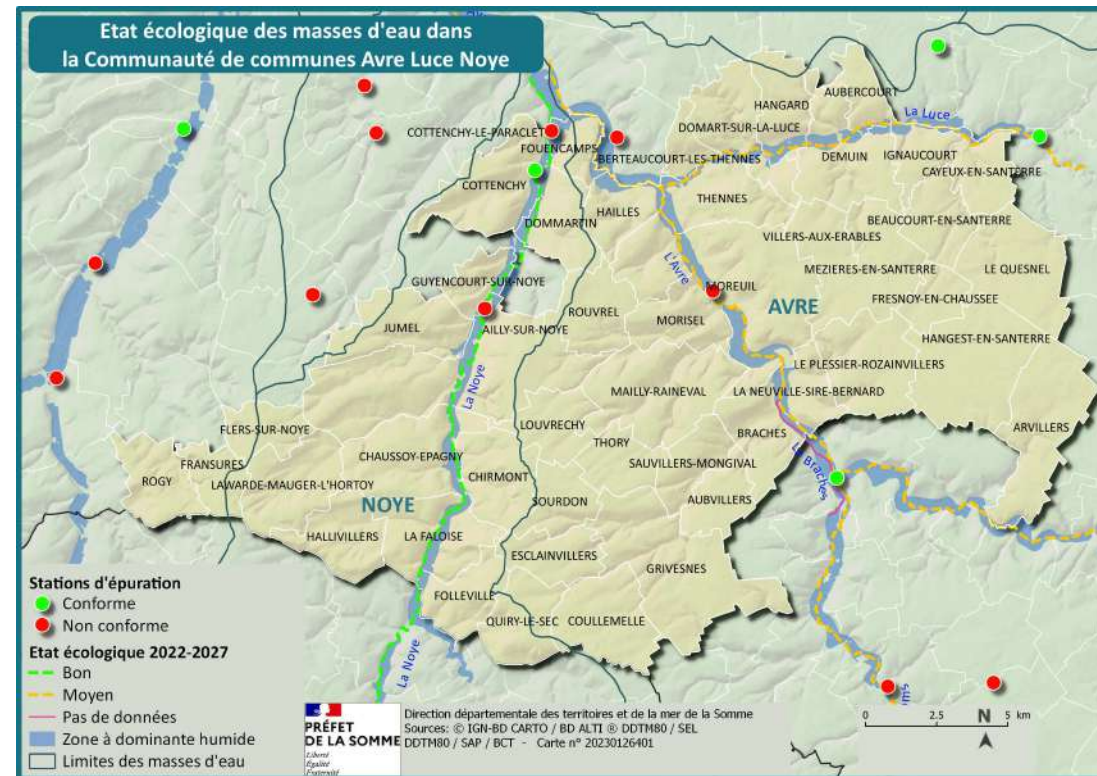 Etat écologique des masses d'eau dans
la Communauté de communes Avre Luce Noye
AUBERCOURT
HANGARD
La Luce
COTTENCHY-LE-PARACLET
DOMART-SUR-LA-LUCE
FOUENCAMPS
BERTEAUCOURT-LES-THENNES
DEMUIN
IGNAUCOURT
CAYEUX-EN-SANTERRE
COTTENCHY
THENNES
HAILLES
DOMMARTIN
BEAUCOURT-EN-SANTERRE
VILLERS-AUX-ERABLES
L'Avre
MEZIERES-EN-SANTERRE
LE QUESNEL
GUYENCOURT-SUR-NOYE
MOREUIL
FRESNOY-EN-CHAUSSEE
AVRE
ROUVREL
MORISEL
JUMEL
AILLY-SUR-NOYE
HANGEST-EN-SANTERRE
LE PLESSIER-ROZAINVILLERS
La Noye
MAILLY-RAINEVAL
LA NEUVILLE-SIRE-BERNARD
FLERS-SUR-NOYE
LOUVRECHY
ARVILLERS
THORY
BRACHES
CHAUSSOY-EPAGNY
FRANSURES
SAUVILLERS-MONGIVAL
La Braches
ROGY
LAWARDE-MAUGER-L'HORTOY
CHIRMONT
NOYE
SOURDON
AUBVILLERS
HALLIVILLERS
LA FALOISE
ESCLAINVILLERS
GRIVESNES
FOLLEVILLE
QUIRY-LE-SEC
COULLEMELLE
La Noye
Stations d'épuration
Conforme
Non conforme
Etat écologique 2022-2027
Bon
Moyen
Pas de données
Zone à dominante humide
Limites des masses d'eau
PRÉFET
DE LA SOMME
Liberté
Égalité
Fraternité
Direction départementale des territoires et de la mer de la Somme
Sources: © IGN-BD CARTO / BD ALTI ® DDTM80 / SEL
DDTM80 / SAP / BCT - Carte n° 20230126401
0 2.5 N 5 km